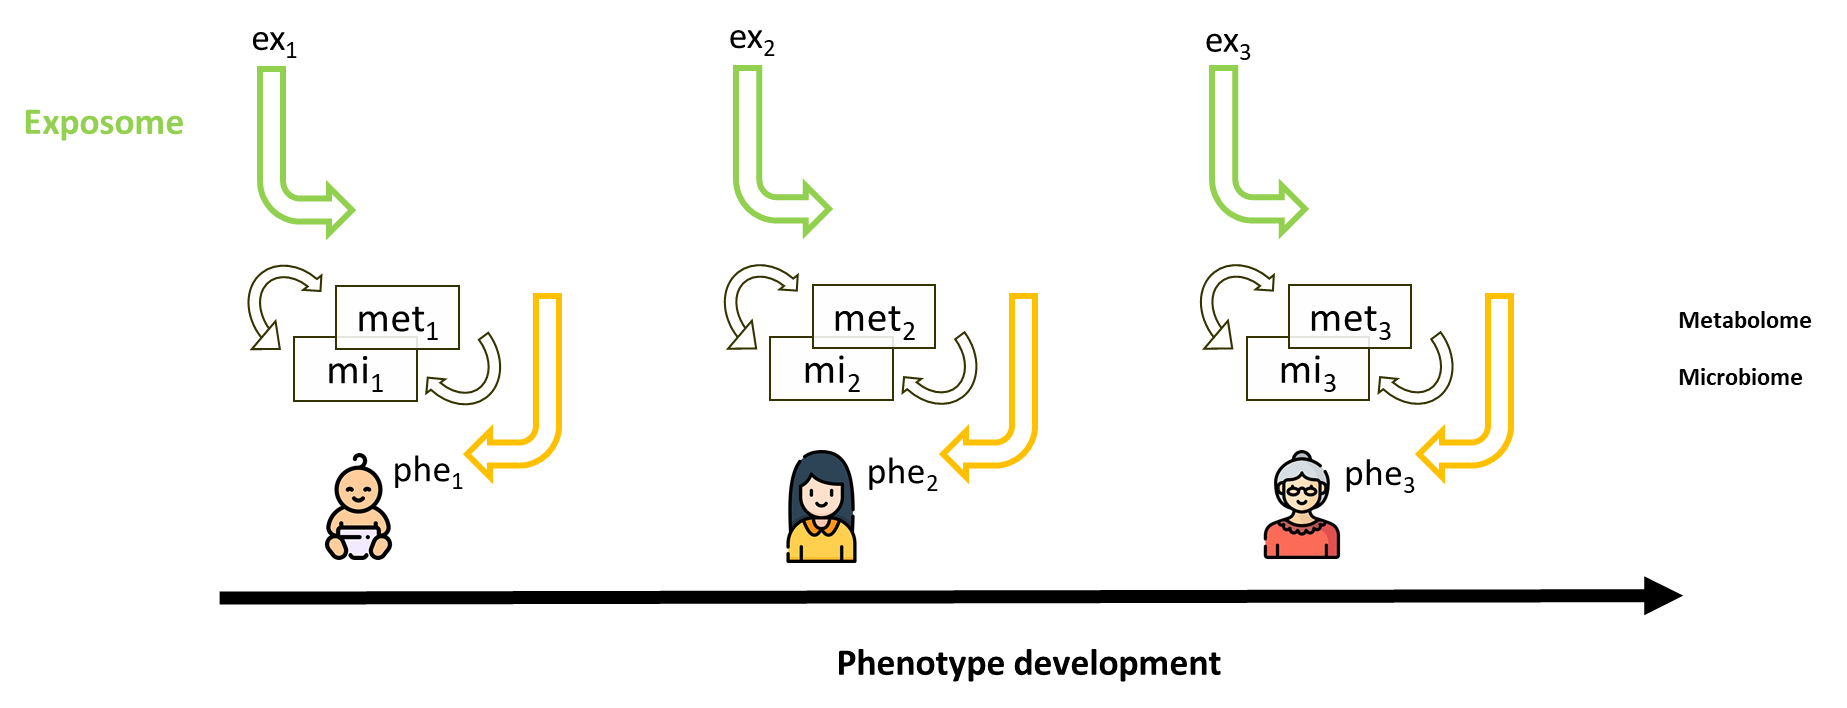 ex₁ ex₂ ex₃
Exposome
met₁ met₂ met₃ Metabolome
mi₁ mi₂ mi₃ Microbiome
phe₁ phe₂ phe₃
Phenotype development